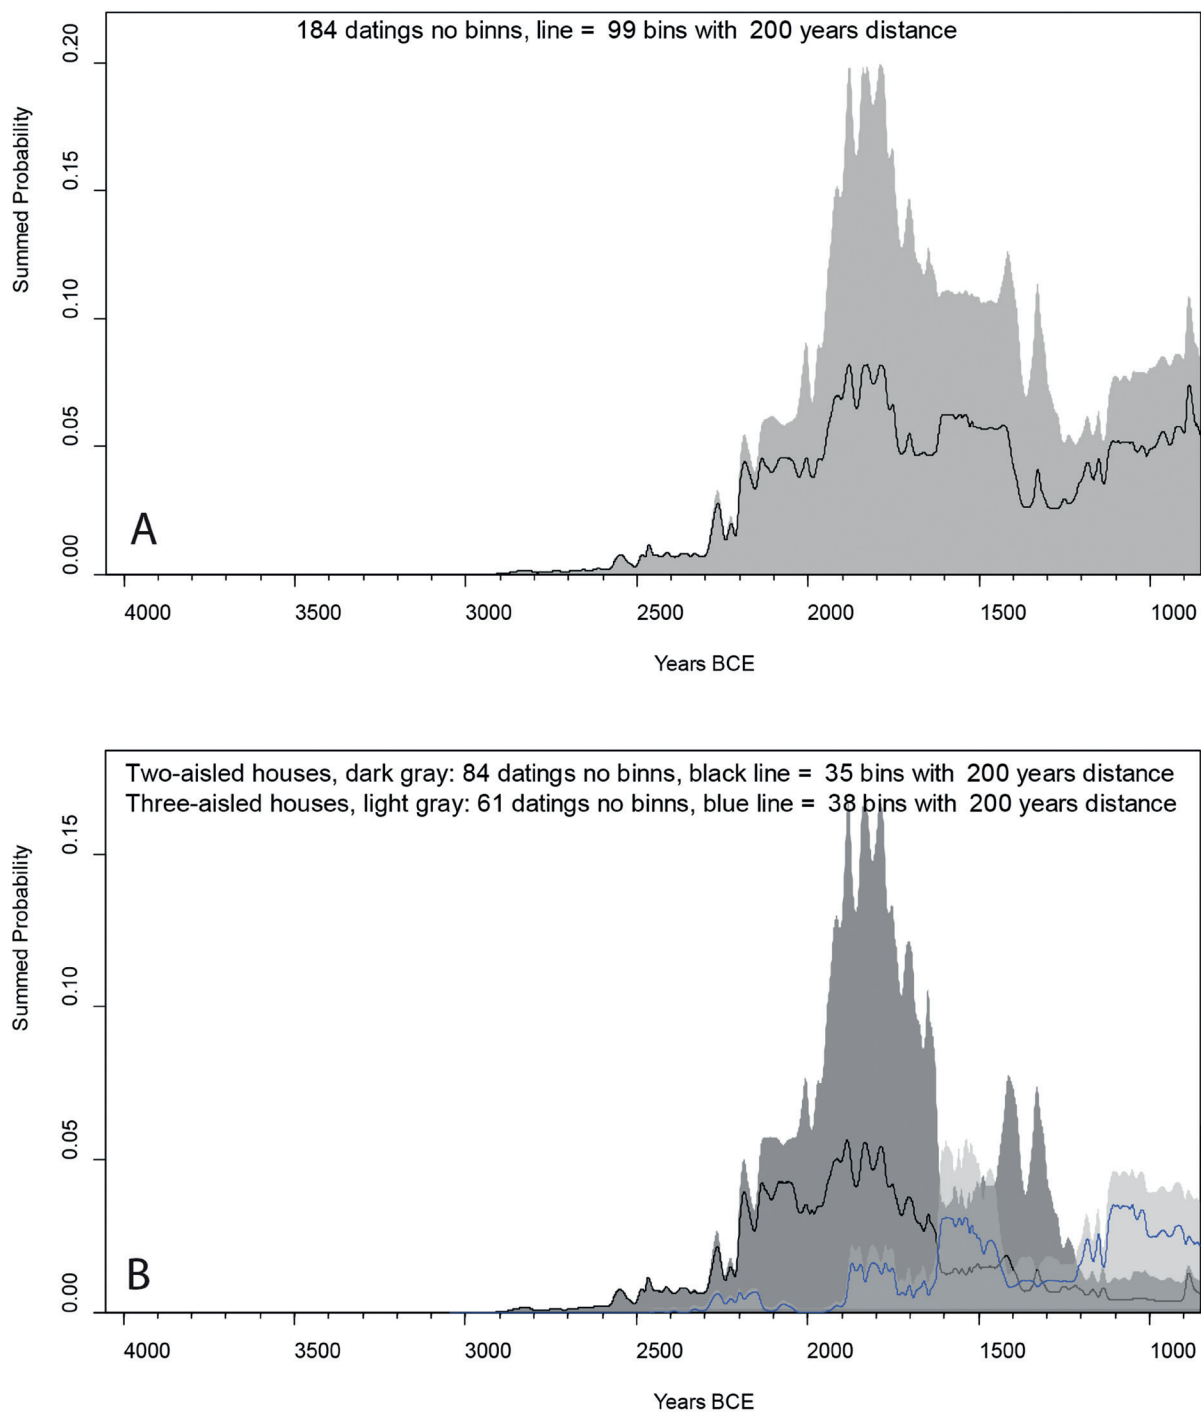 184 datings no binns, line = 99 bins with 200 years distance
Summed Probability
0.20
0.15
0.10
0.05
0.00
A
4000 3500 3000 2500 2000 1500 1000
Years BCE
Two-aisled houses, dark gray: 84 datings no binns, black line = 35 bins with 200 years distance
Three-aisled houses, light gray: 61 datings no binns, blue line = 38 bins with 200 years distance
Summed Probability
0.15
0.10
0.05
0.00
B
4000 3500 3000 2500 2000 1500 1000
Years BCE